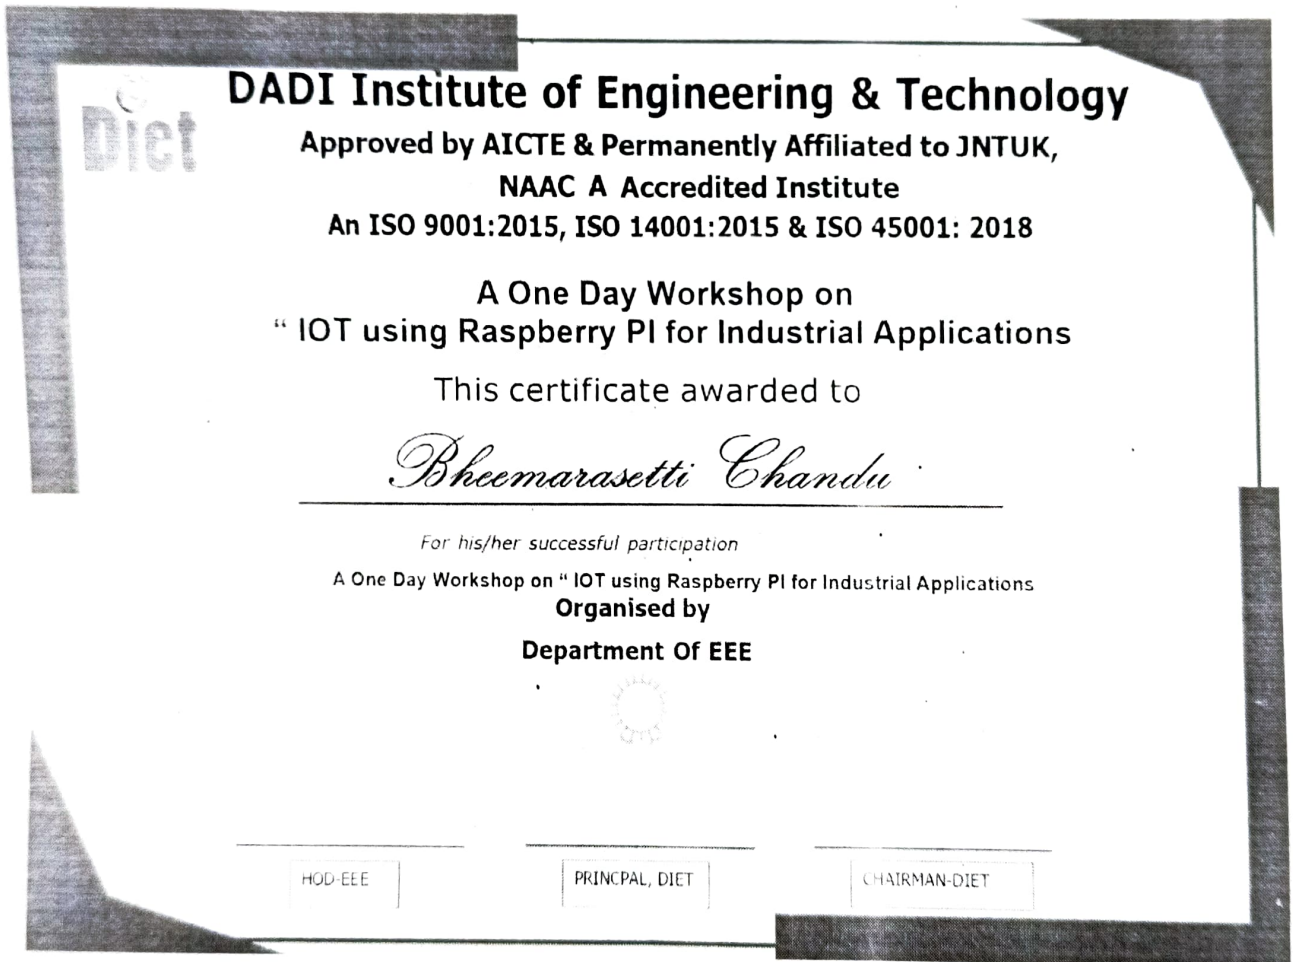 Diet
DADI Institute of Engineering & Technology
Approved by AICTE & Permanently Affiliated to JNTUK,
NAAC A Accredited Institute
An ISO 9001:2015, ISO 14001:2015 & ISO 45001: 2018
A One Day Workshop on
“ IOT using Raspberry PI for Industrial Applications
This certificate awarded to
Bheemarasetti Chandu
For his/her successful participation
A One Day Workshop on “ IOT using Raspberry PI for Industrial Applications
Organised by
Department Of EEE
HOD-EEE
PRINCPAL, DIET
CHAIRMAN-DIET